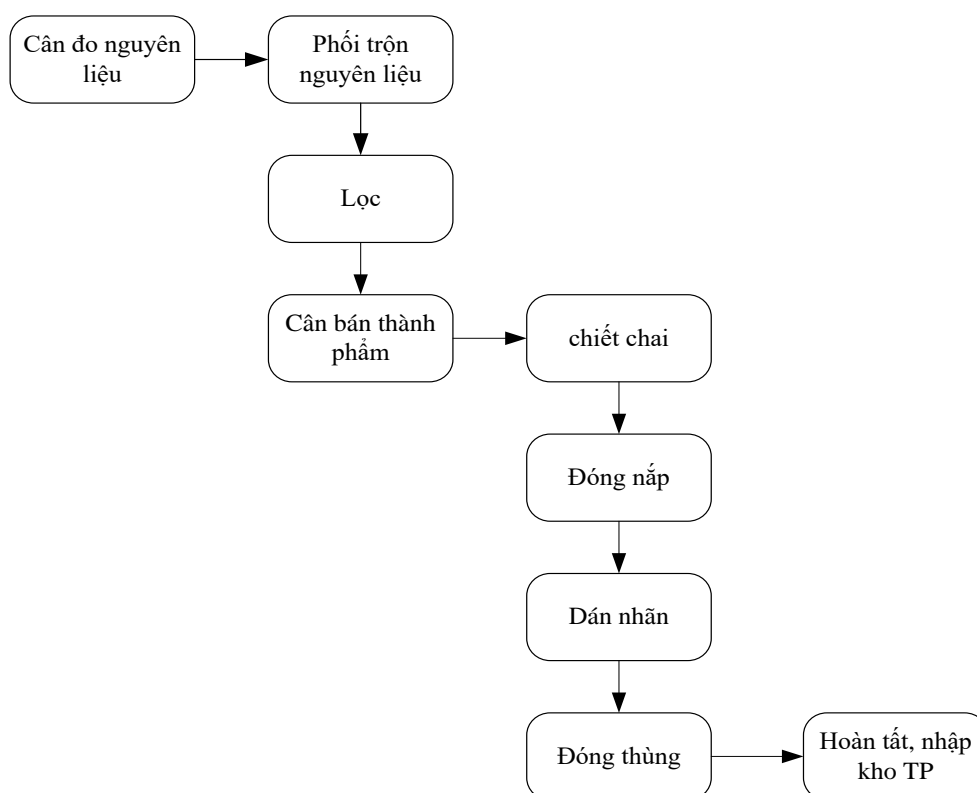 Cân đo nguyên
liệu
Phối trộn
nguyên liệu
Lọc
Cân bán thành
phẩm
chiết chai
Đóng nắp
Dán nhãn
Đóng thùng
Hoàn tất, nhập
kho TP